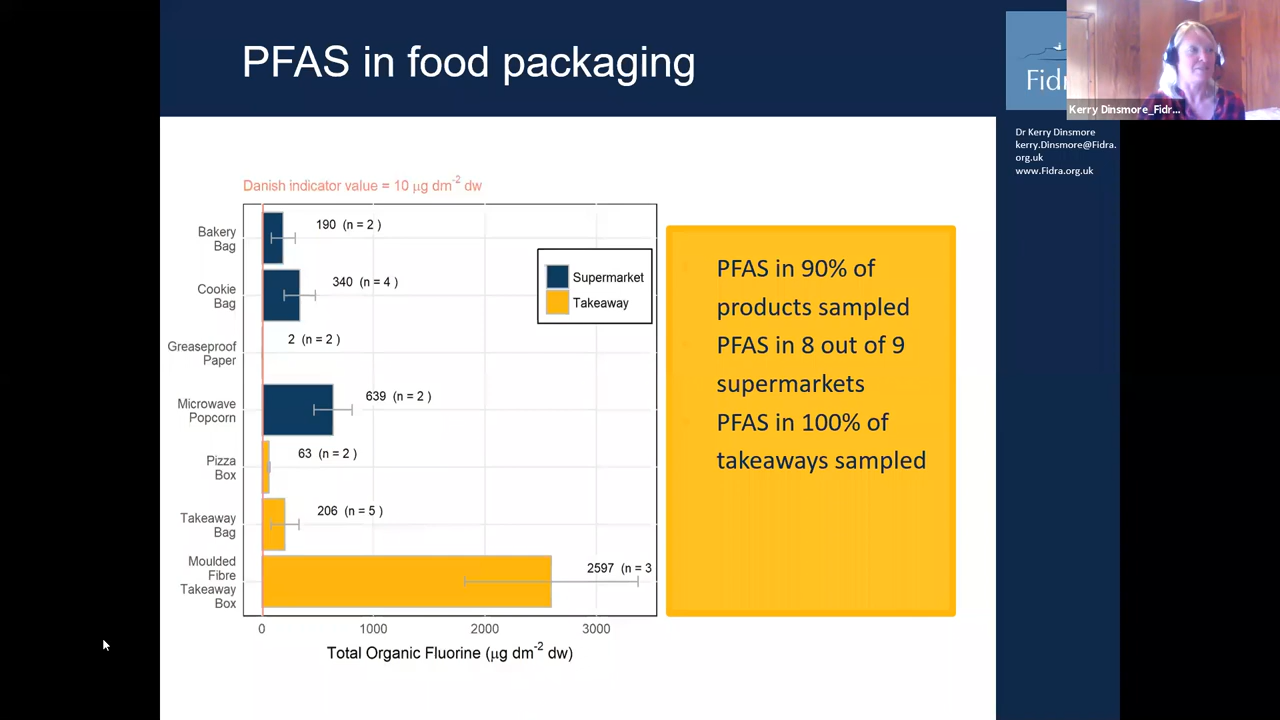 PFAS in food packaging
Fid
Kerry Dinsmore_Fidr...
Dr Kerry Dinsmore
kerry.Dinsmore@Fidra.
org.uk
www.Fidra.org.uk
Danish indicator value = 10 µg dm⁻² dw
Bakery
Bag
190 (n = 2 )
Cookie
Bag
340 (n = 4 )
Greaseproof
Paper
2 (n = 2 )
Microwave
Popcorn
639 (n = 2 )
Pizza
Box
63 (n = 2 )
Takeaway
Bag
206 (n = 5 )
Moulded
Fibre
Takeaway
Box
2597 (n = 3
Supermarket
Takeaway
0 1000 2000 3000
Total Organic Fluorine (µg dm⁻² dw)
PFAS in 90% of
products sampled
PFAS in 8 out of 9
supermarkets
PFAS in 100% of
takeaways sampled